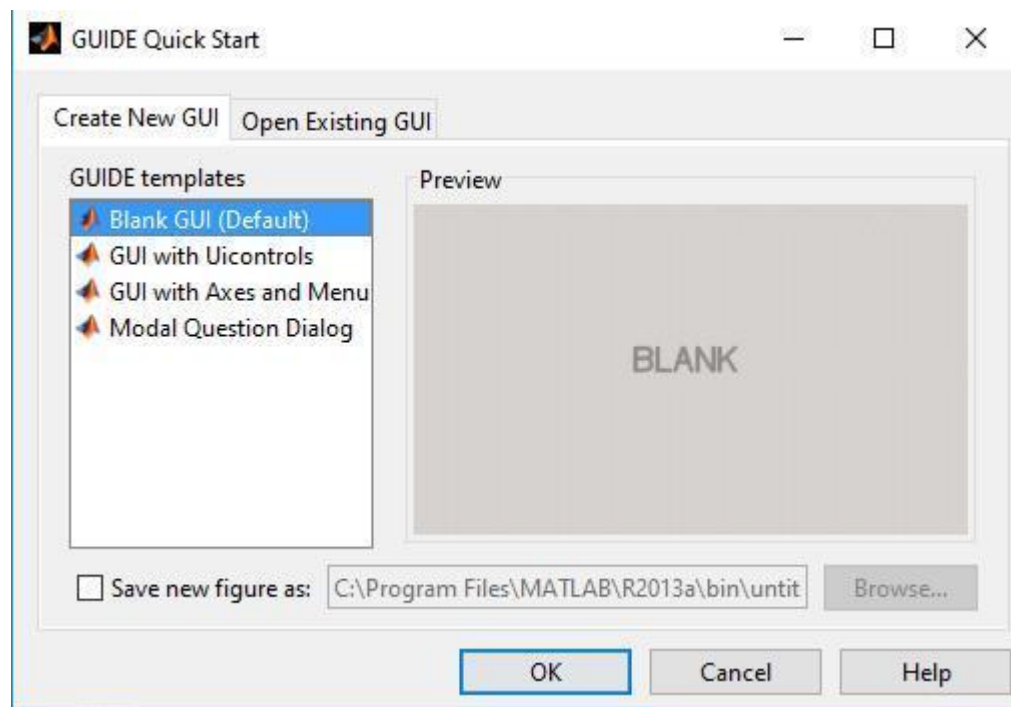 GUIDE Quick Start
Create New GUI
Open Existing GUI
GUIDE templates
Blank GUI (Default)
GUI with Uicontrols
GUI with Axes and Menu
Modal Question Dialog
Preview
BLANK
Save new figure as:
C:\Program Files\MATLAB\R2013a\bin\untit
Browse...
OK
Cancel
Help